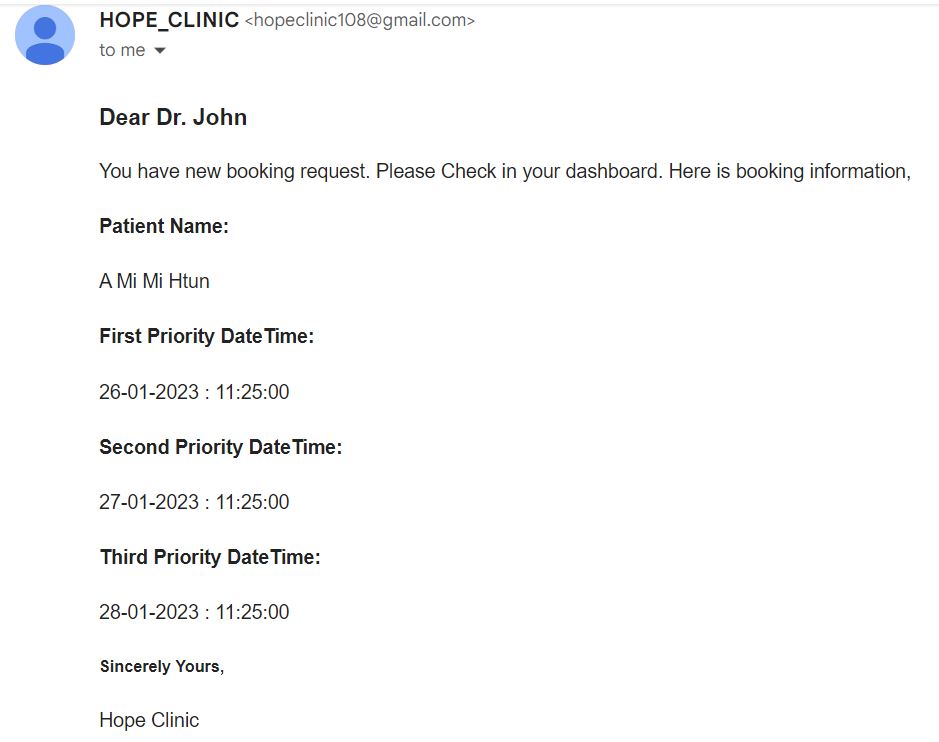 HOPE_CLINIC <hopeclinic108@gmail.com>
to me
Dear Dr. John
You have new booking request. Please Check in your dashboard. Here is booking information,
Patient Name:
A Mi Mi Htun
First Priority DateTime:
26-01-2023 : 11:25:00
Second Priority DateTime:
27-01-2023 : 11:25:00
Third Priority DateTime:
28-01-2023 : 11:25:00
Sincerely Yours,
Hope Clinic